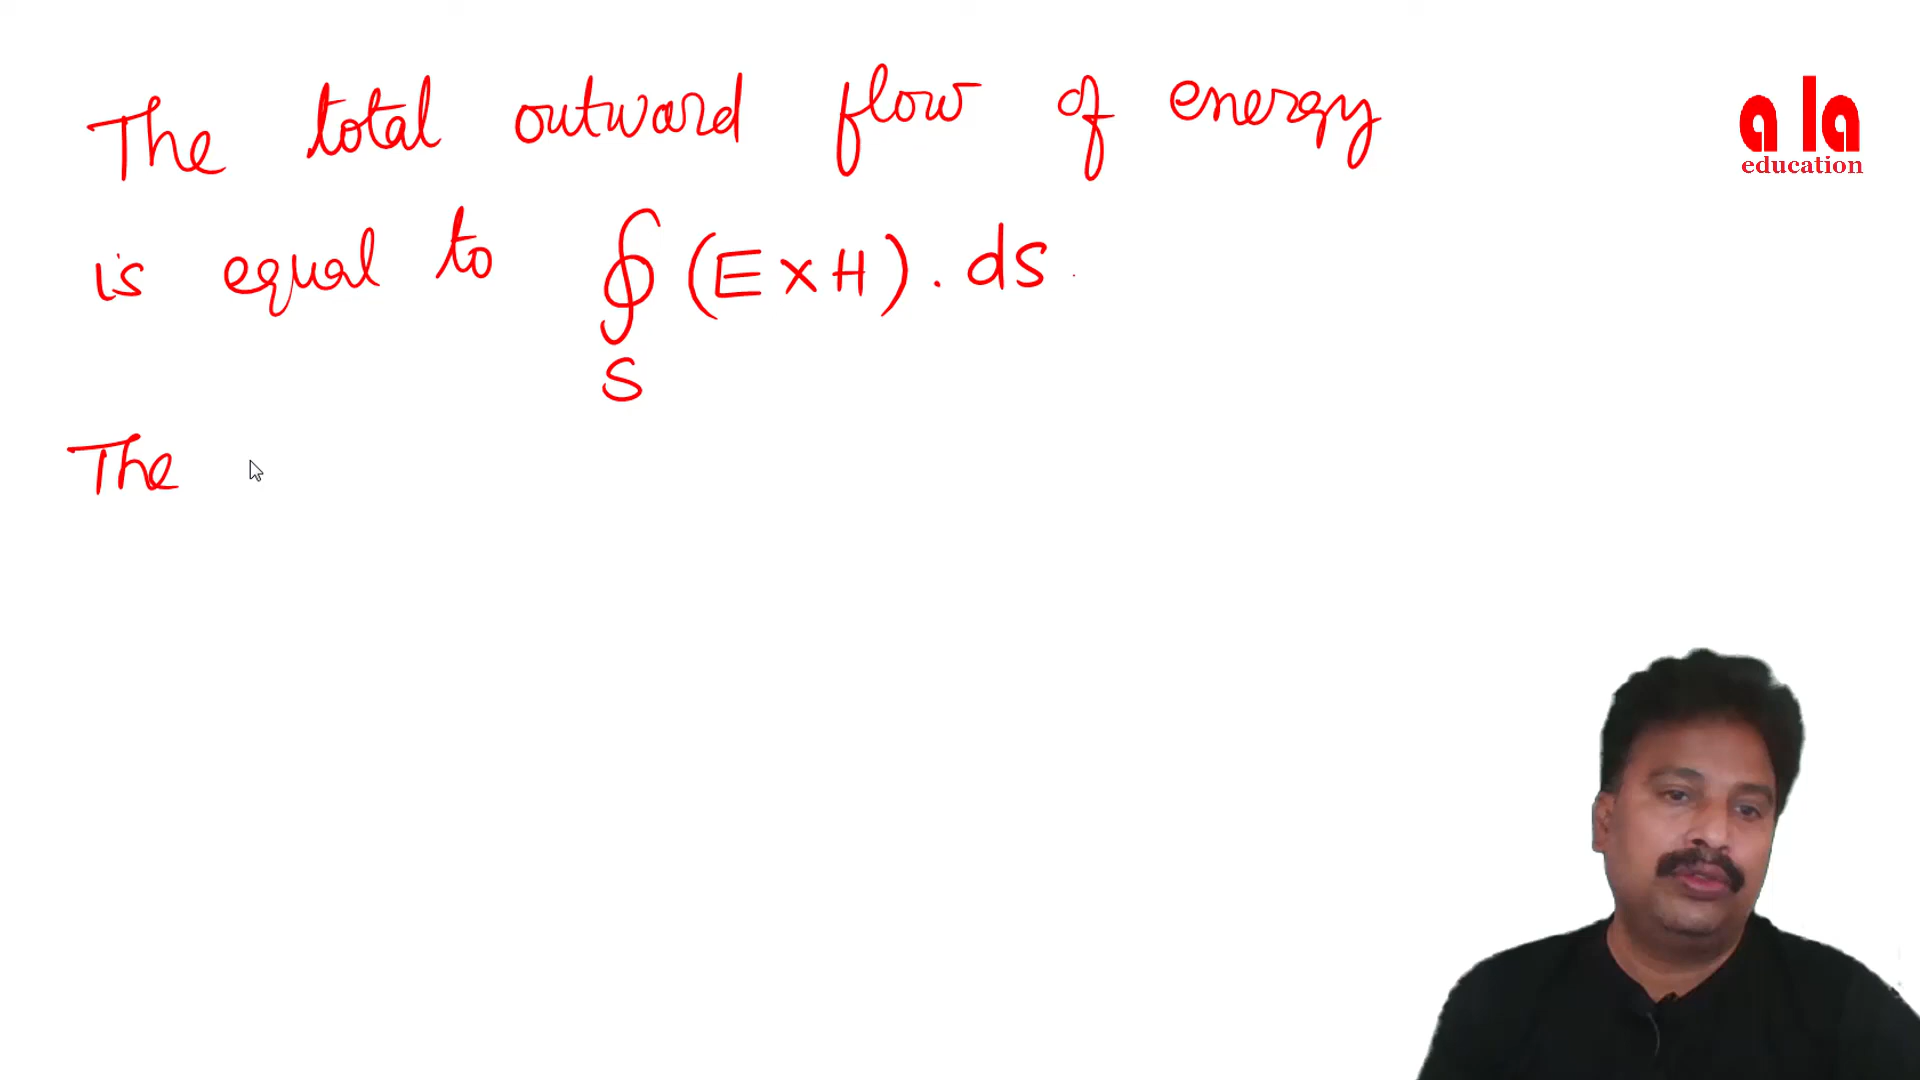 The total outward flow of energy
a la
education
is equal to ∮ (E × H) . ds
S
The